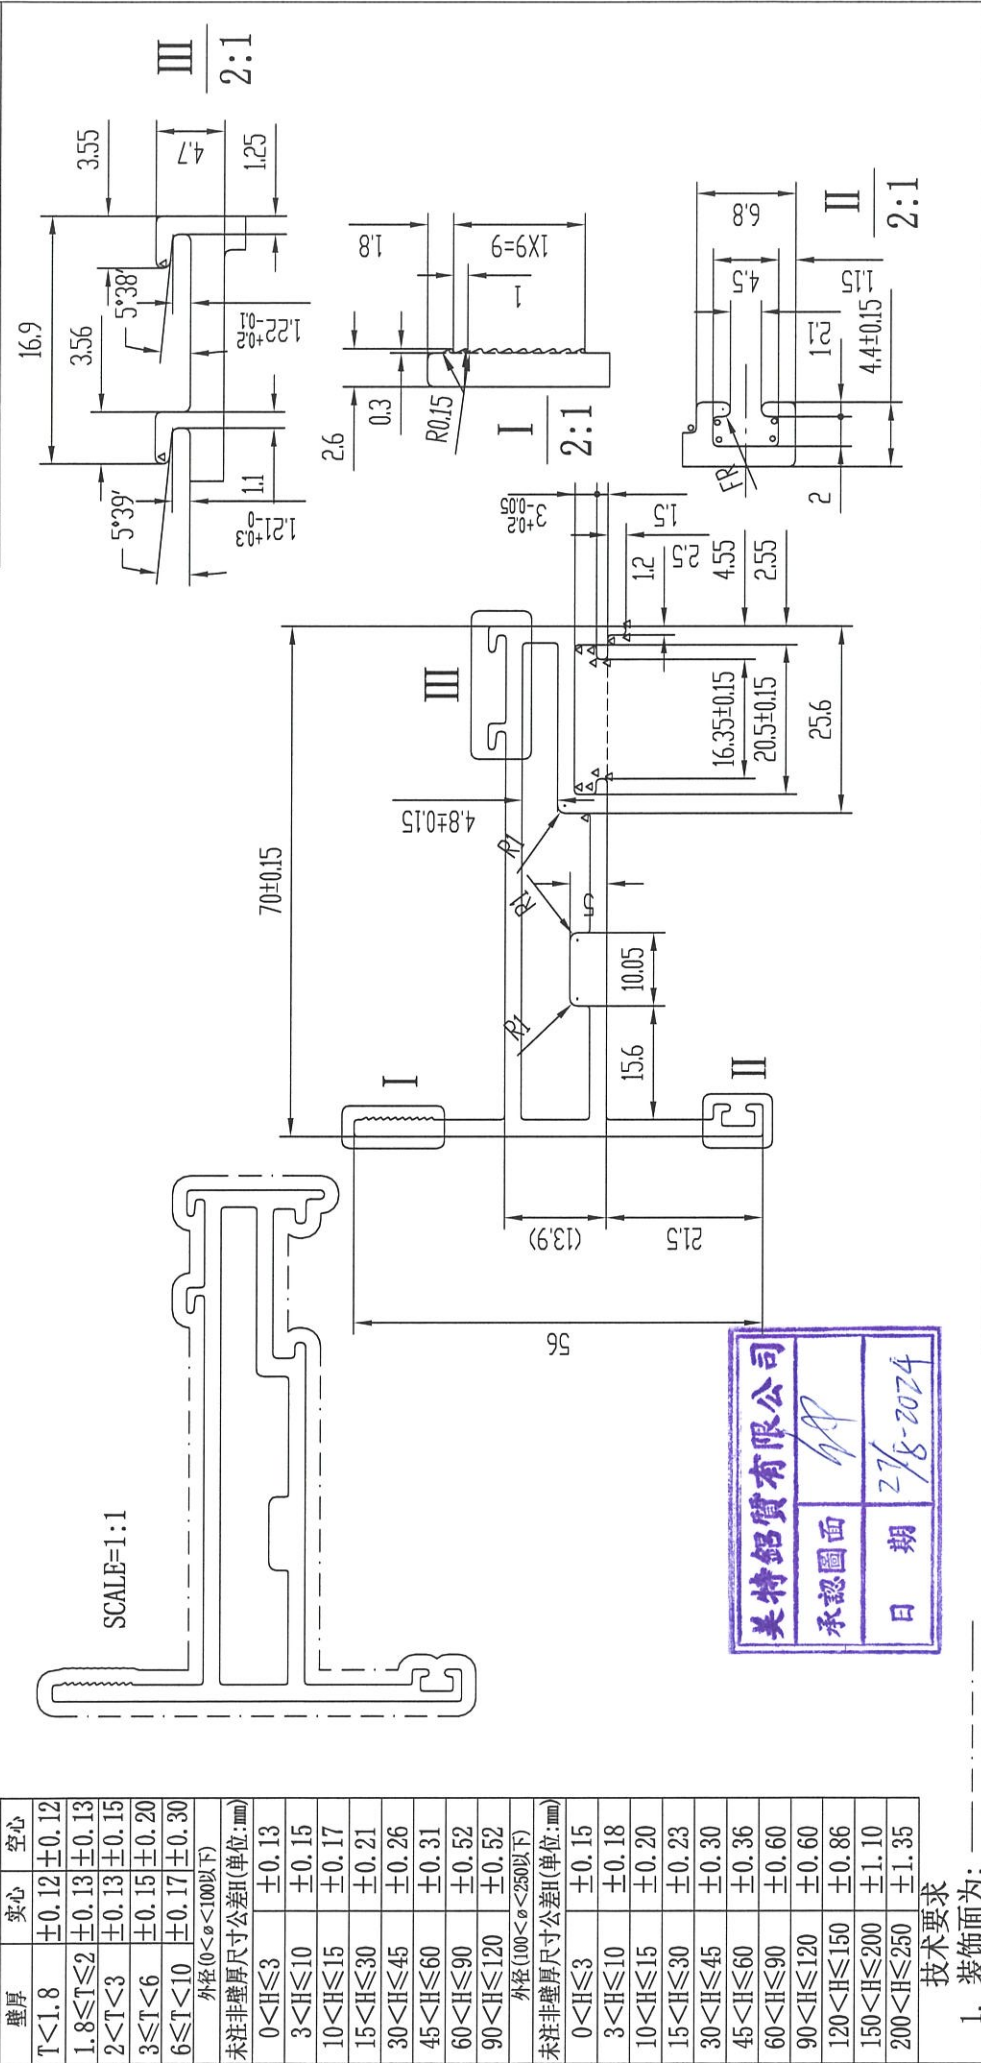 壁厚 实心 空心
T<1.8 ±0.12 ±0.12
1.8≤T≤2 ±0.13 ±0.13
2<T<3 ±0.13 ±0.15
3≤T<6 ±0.15 ±0.20
6≤T<10 ±0.17 ±0.30
外径(0<ø<100以下)
未注非壁厚尺寸公差H(单位:mm)
0<H≤3 ±0.13
3<H≤10 ±0.15
10<H≤15 ±0.17
15<H≤30 ±0.21
30<H≤45 ±0.26
45<H≤60 ±0.31
60<H≤90 ±0.52
90<H≤120 ±0.52
外径(100<ø<250以下)
未注非壁厚尺寸公差H(单位:mm)
0<H≤3 ±0.15
3<H≤10 ±0.18
10<H≤15 ±0.20
15<H≤30 ±0.23
30<H≤45 ±0.30
45<H≤60 ±0.36
60<H≤90 ±0.60
90<H≤120 ±0.60
120<H≤150 ±0.86
150<H≤200 ±1.10
200<H≤250 ±1.35
技术要求
1、装饰面为:
SCALE=1:1
美特鋁質有限公司
承認圖面
日 期 27/8-2024
56
(13.9)
21.5
70±0.15
I
II
III
15.6
10.05
5
R1
R1
R1
4.8±0.15
16.35±0.15
20.5±0.15
25.6
3+0.2-0.05
1.5
2.5
1.2
4.55
2.55
III
2:1
16.9
3.55
3.56
5°38'
5°39'
4.7
1.25
1.22+0.2-0.1
1.1
1.21+0.3-0
I
2:1
2.6
0.3
R0.15
1.8
1
1X9=9
II
2:1
6.8
4.5
2.1
1.15
1
4.4±0.15
2
FR